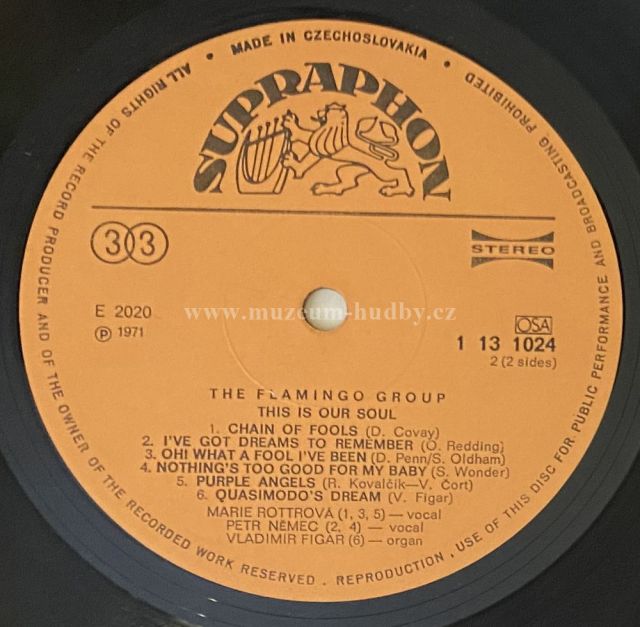 ALL RIGHTS OF THE RECORD PRODUCER AND OF THE OWNER OF THE RECORDED WORK RESERVED . REPRODUCTION, USE OF THIS DISC FOR PUBLIC PERFORMANCE AND BROADCASTING PROHIBITED
• MADE IN CZECHOSLOVAKIA •
SUPRAPHON
33
STEREO
E 2020
Ⓟ 1971
www.muzeum-hudby.cz
OSA
1 13 1024
2 (2 sides)
THE FLAMINGO GROUP
THIS IS OUR SOUL
1. CHAIN OF FOOLS (D. Covay)
2. I'VE GOT DREAMS TO REMEMBER (O. Redding)
3. OH! WHAT A FOOL I'VE BEEN (D. Penn/S. Oldham)
4. NOTHING'S TOO GOOD FOR MY BABY (S. Wonder)
5. PURPLE ANGELS (R. Kovalčík—V. Čort)
6. QUASIMODO'S DREAM (V. Figar)
MARIE ROTTROVÁ (1, 3, 5) — vocal
PETR NĚMEC (2, 4) — vocal
VLADIMÍR FIGAR (6) — organ